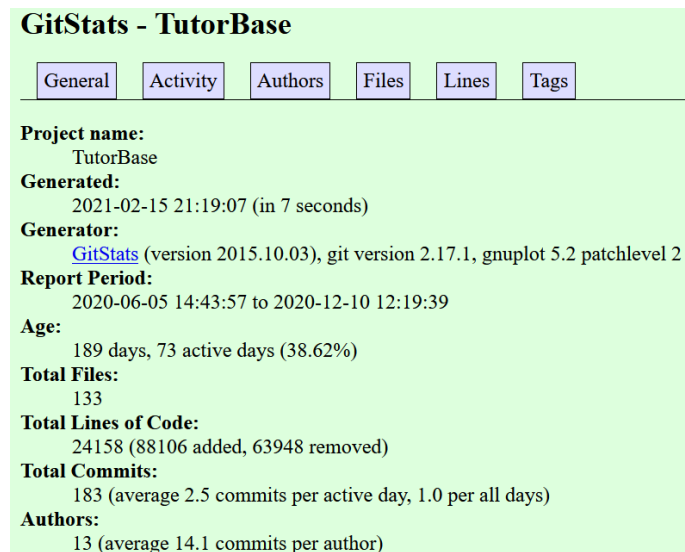 GitStats - TutorBase
General Activity Authors Files Lines Tags
Project name:
TutorBase
Generated:
2021-02-15 21:19:07 (in 7 seconds)
Generator:
GitStats (version 2015.10.03), git version 2.17.1, gnuplot 5.2 patchlevel 2
Report Period:
2020-06-05 14:43:57 to 2020-12-10 12:19:39
Age:
189 days, 73 active days (38.62%)
Total Files:
133
Total Lines of Code:
24158 (88106 added, 63948 removed)
Total Commits:
183 (average 2.5 commits per active day, 1.0 per all days)
Authors:
13 (average 14.1 commits per author)